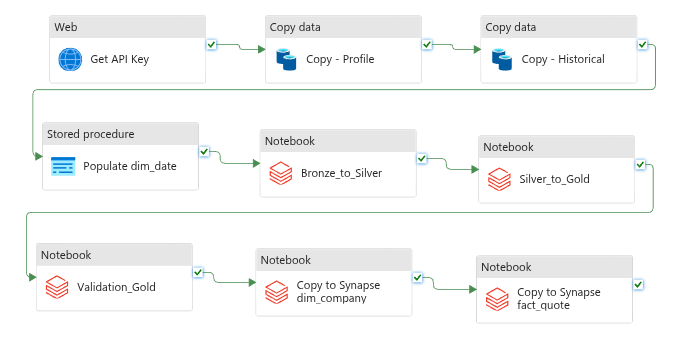 Web
Get API Key
Copy data
Copy - Profile
Copy data
Copy - Historical
Stored procedure
Populate dim_date
Notebook
Bronze_to_Silver
Notebook
Silver_to_Gold
Notebook
Validation_Gold
Notebook
Copy to Synapse
dim_company
Notebook
Copy to Synapse
fact_quote